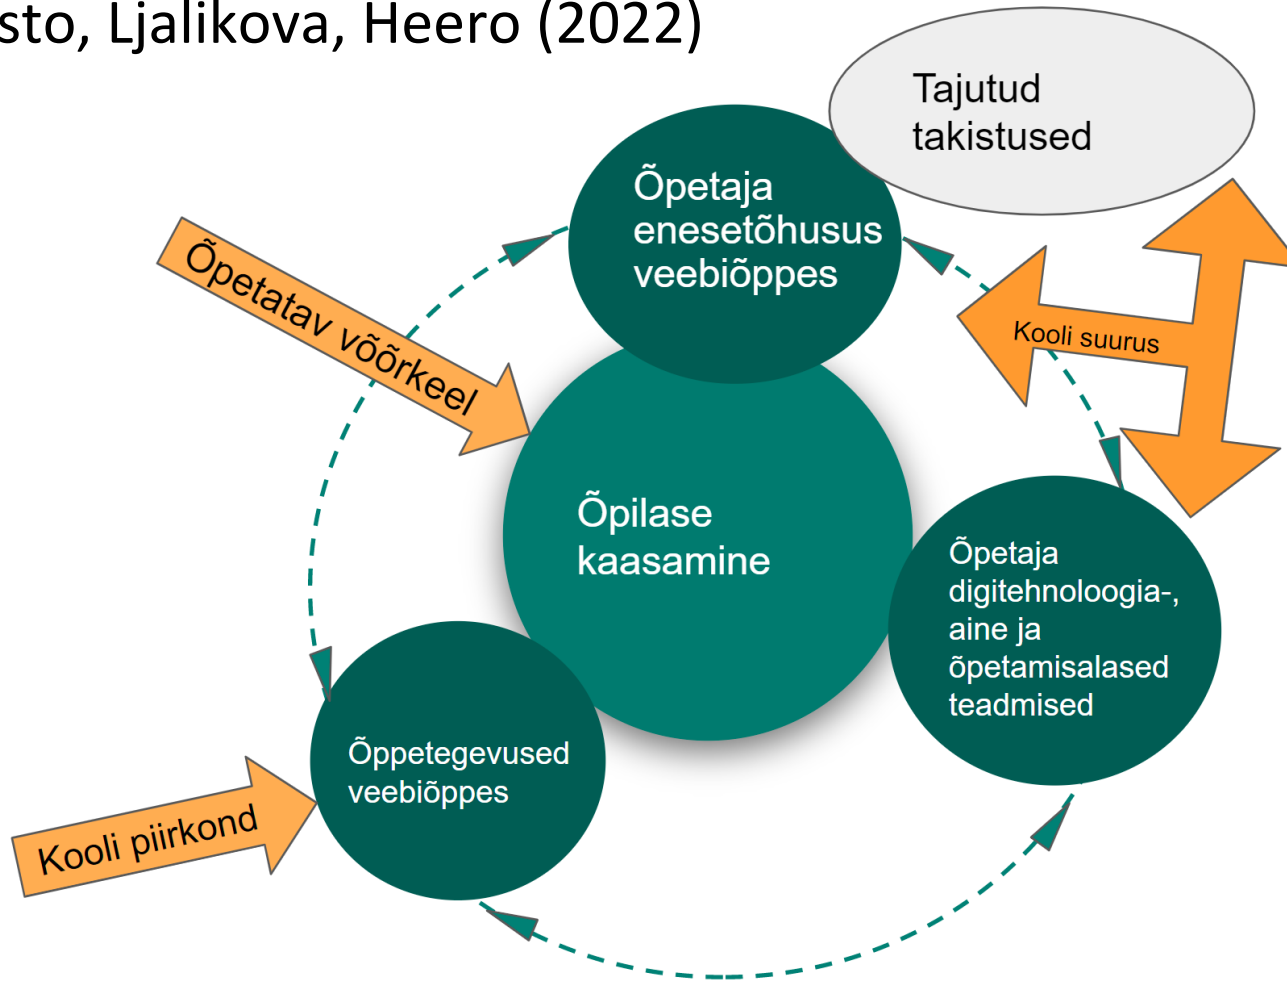 Ljalikova, Heero (2022)
Tajutud
takistused
Õpetaja
enesetõhusus
veebiõppes
Õpetatav võõrkeel
Kooli suurus
Õpilase
kaasamine
Õpetaja
digitehnoloogia-,
aine ja
õpetamisalased
teadmised
Õppetegevused
veebiõppes
Kooli piirkond